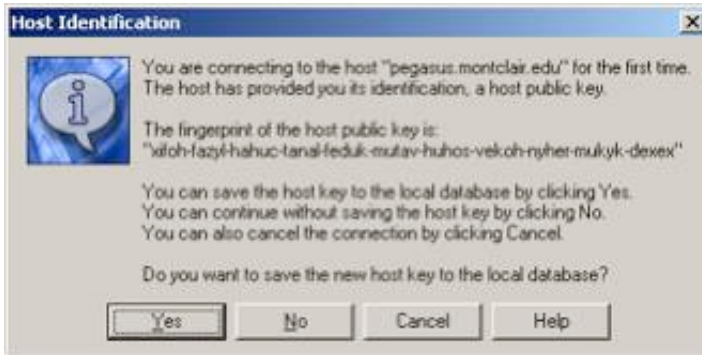 Host Identification
You are connecting to the host "pegasus.montclair.edu" for the first time.
The host has provided you its identification, a host public key.
The fingerprint of the host public key is:
"xifoh-fazyl-hahuc-tanal-feduk-mutav-huhos-vekoh-nyher-mukyk-dexex"
You can save the host key to the local database by clicking Yes.
You can continue without saving the host key by clicking No.
You can also cancel the connection by clicking Cancel.
Do you want to save the new host key to the local database?
Yes No Cancel Help